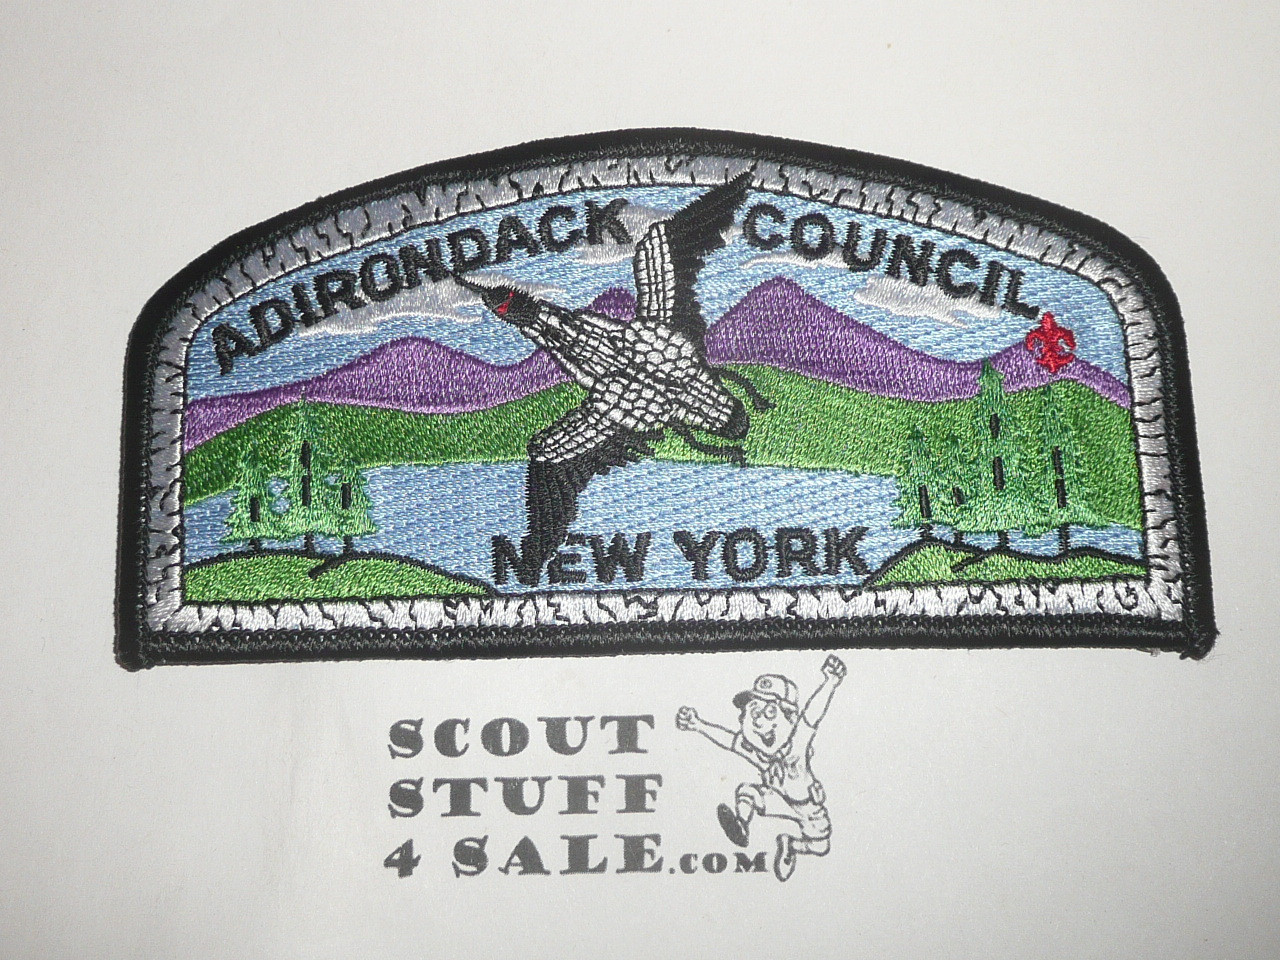 ADIRONDACK COUNCIL
NEW YORK
SCOUT
STUFF
4 SALE.COM